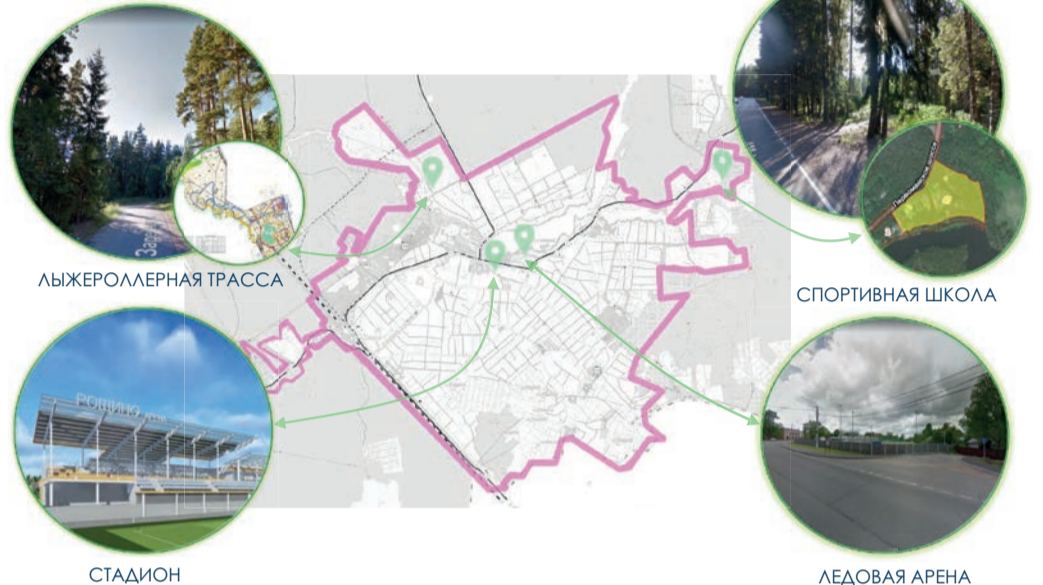 ЛЫЖЕРОЛЛЕРНАЯ ТРАССА
СПОРТИВНАЯ ШКОЛА
РОЩИНО
СТАДИОН
ЛЕДОВАЯ АРЕНА